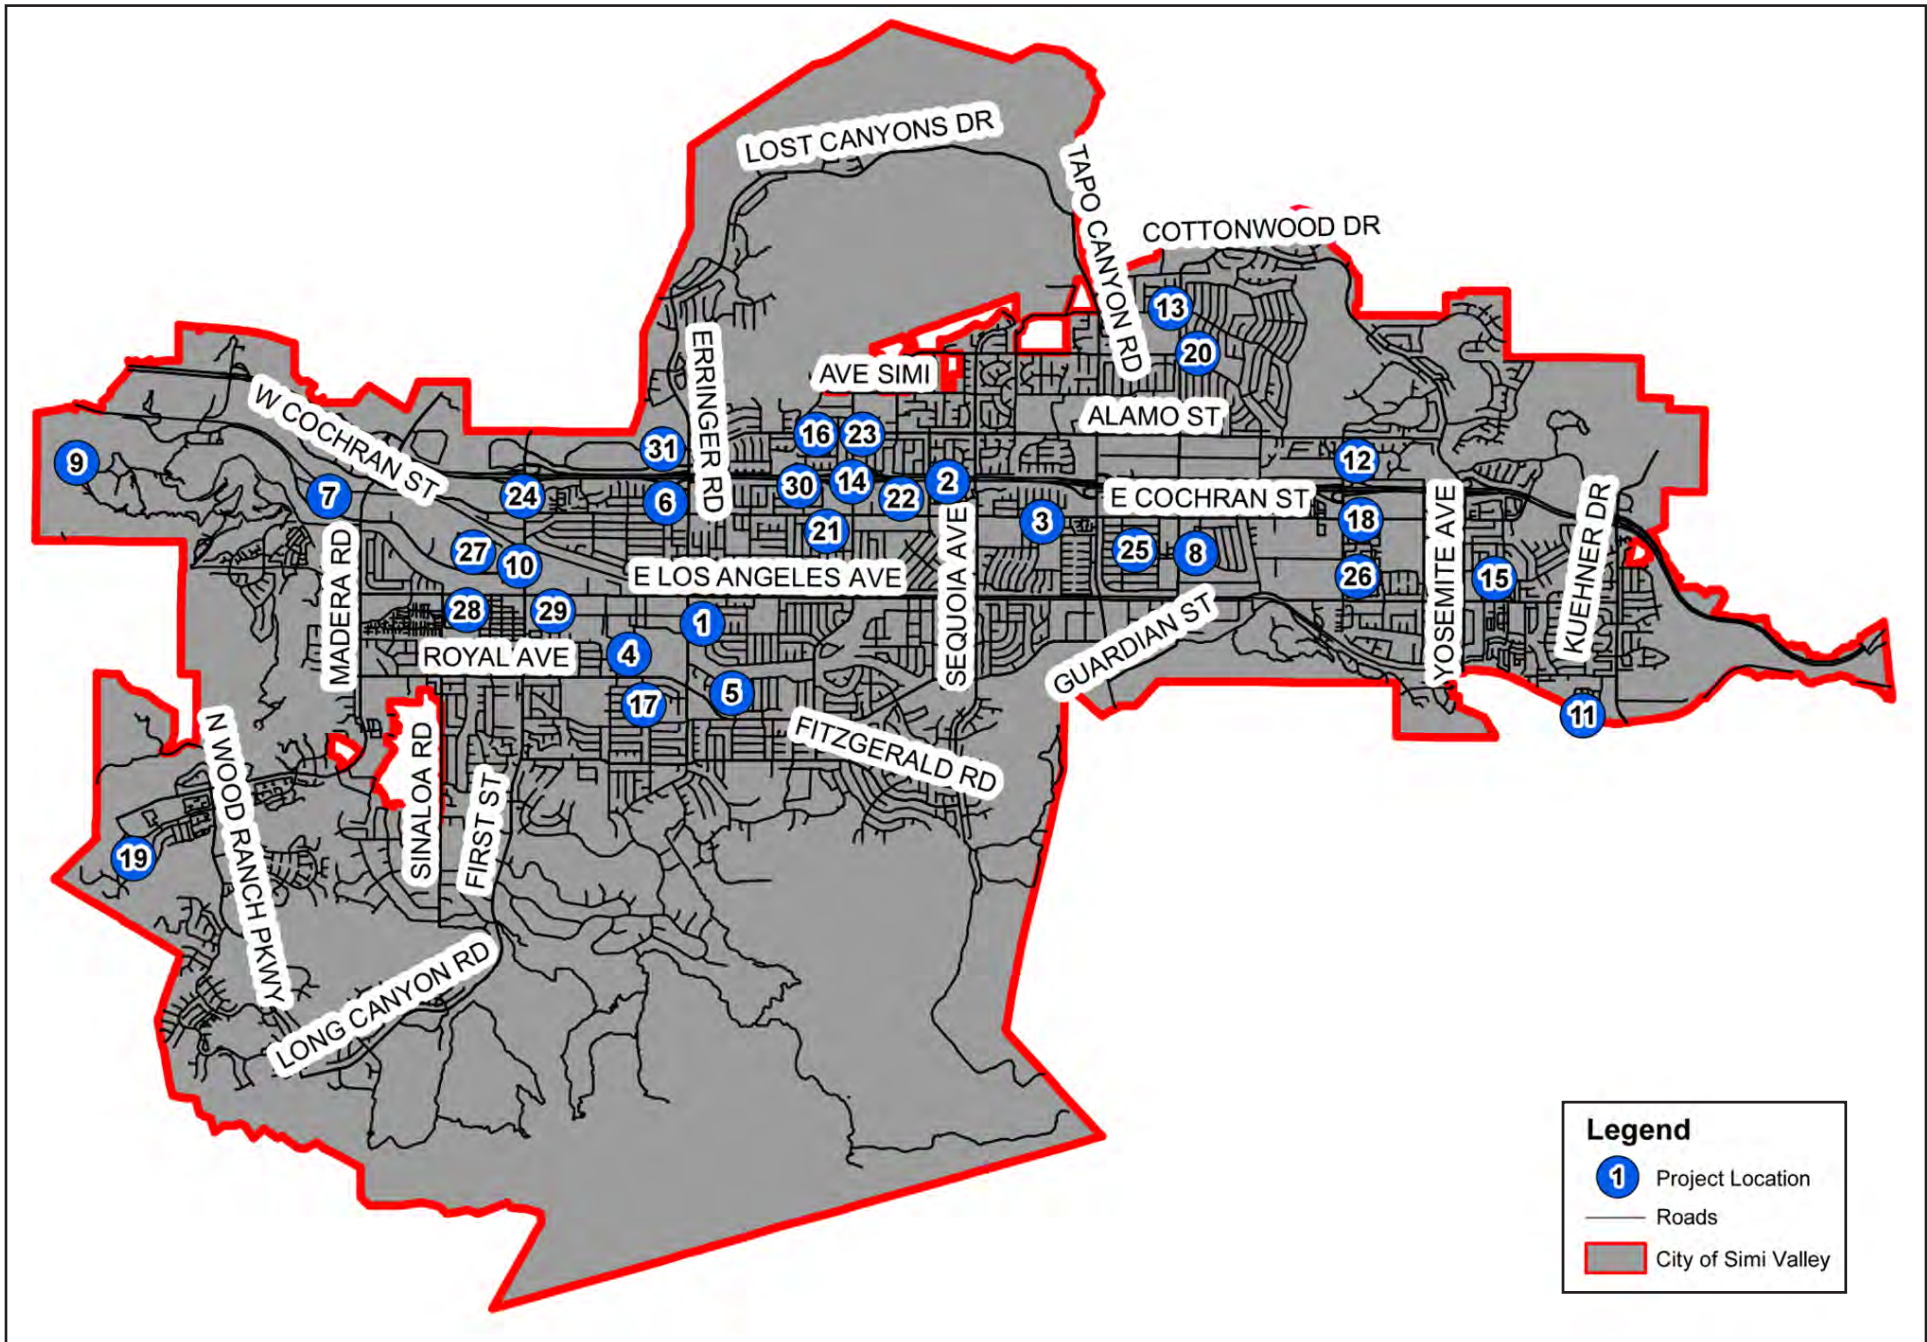 LOST CANYONS DR
TAPO CANYON RD
COTTONWOOD DR
13
20
ERRINGER RD
AVE SIMI
W COCHRAN ST
ALAMO ST
16
23
31
9
12
7
24
6
30
14
22
2
E COCHRAN ST
YOSEMITE AVE
KUEHNER DR
3
18
21
SEQUOIA AVE
MADERA RD
27
10
25
8
E LOS ANGELES AVE
26
15
28
29
1
GUARDIAN ST
ROYAL AVE
4
5
17
11
N WOOD RANCH PKWY
SINALOA RD
FIRST ST
FITZGERALD RD
19
LONG CANYON RD
Legend
1 Project Location
Roads
City of Simi Valley